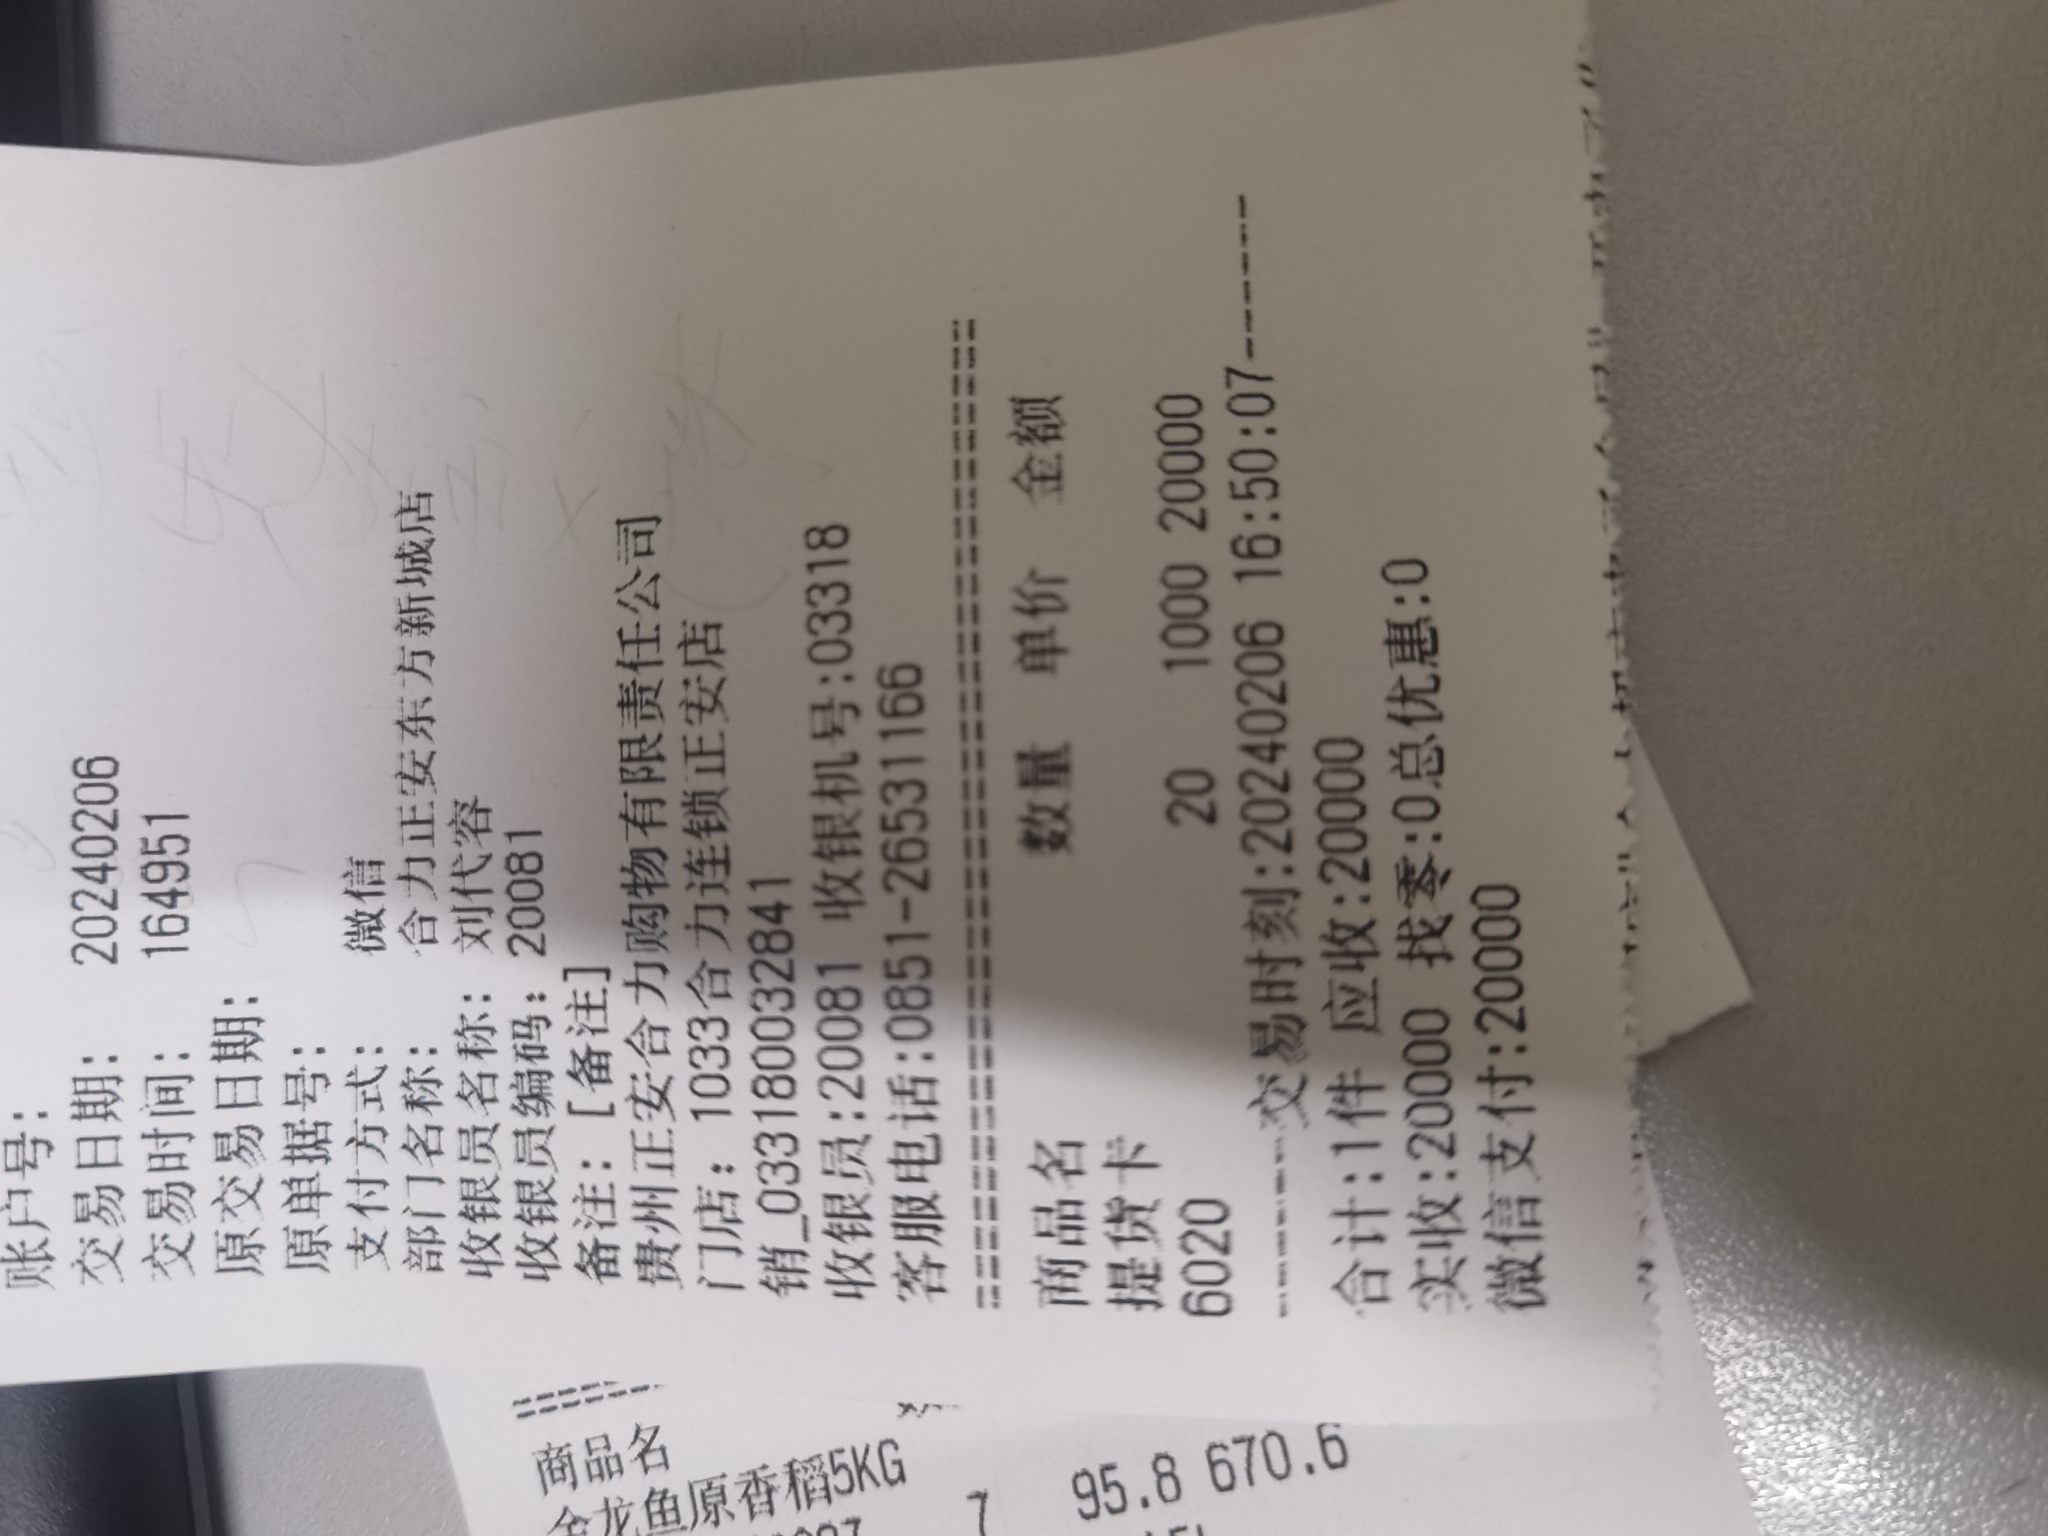 账户号:
交易日期: 20240206
交易时间: 164951
原交易日期:
原单据号:
支付方式: 微信
部门名称: 合力正安东方新城店
收银员名称: 刘代容
收银员编码: 20081
备注: [备注]
贵州正安合力购物有限责任公司
门店: 1033合力连锁正安店
销_03318003​2841
收银员:20081 收银机号:03318
客服电话:0851-26531166
================================
商品名 数量 单价 金额
提货卡
6020 20 1000 20000
--------交易时刻:20240206 16:50:07--------
合计:1件 应收:20000
实收:20000 找零:0总优惠:0
微信支付:20000
商品名
金龙鱼原香稻5KG
7 95.8 670.6